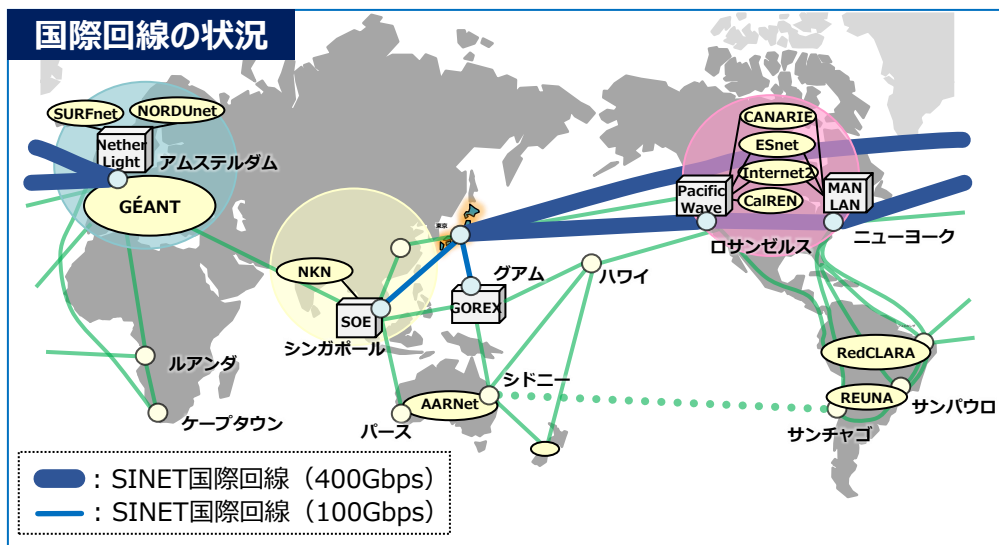 国際回線の状況
SURFnet
NORDUnet
Nether
Light
アムステルダム
GÉANT
NKN
SOE
シンガポール
東京
グアム
GOREX
ハワイ
CANARIE
ESnet
Internet2
CalREN
Pacific
Wave
MAN
LAN
ロサンゼルス
ニューヨーク
ルアンダ
ケープタウン
パース
AARNet
シドニー
RedCLARA
REUNA
サンパウロ
サンチャゴ
：SINET国際回線（400Gbps）
：SINET国際回線（100Gbps）